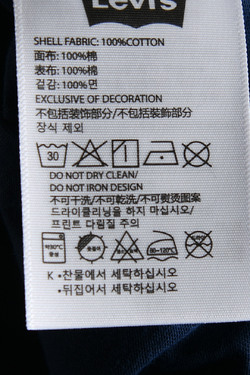 Levi's
SHELL FABRIC: 100%COTTON
面布: 100%棉
表布: 100%棉
겉감: 100%면
EXCLUSIVE OF DECORATION
不包括装饰部分/不包括裝飾部分/
장식 제외
30
DO NOT DRY CLEAN/
DO NOT IRON DESIGN
不可干洗/不可乾洗/不可熨烫图案
드라이클리닝을 하지 마십시오/
프린트 다림질 주의
약30℃
80~120℃
K •찬물에서 세탁하십시오
•뒤집어서 세탁하십시오